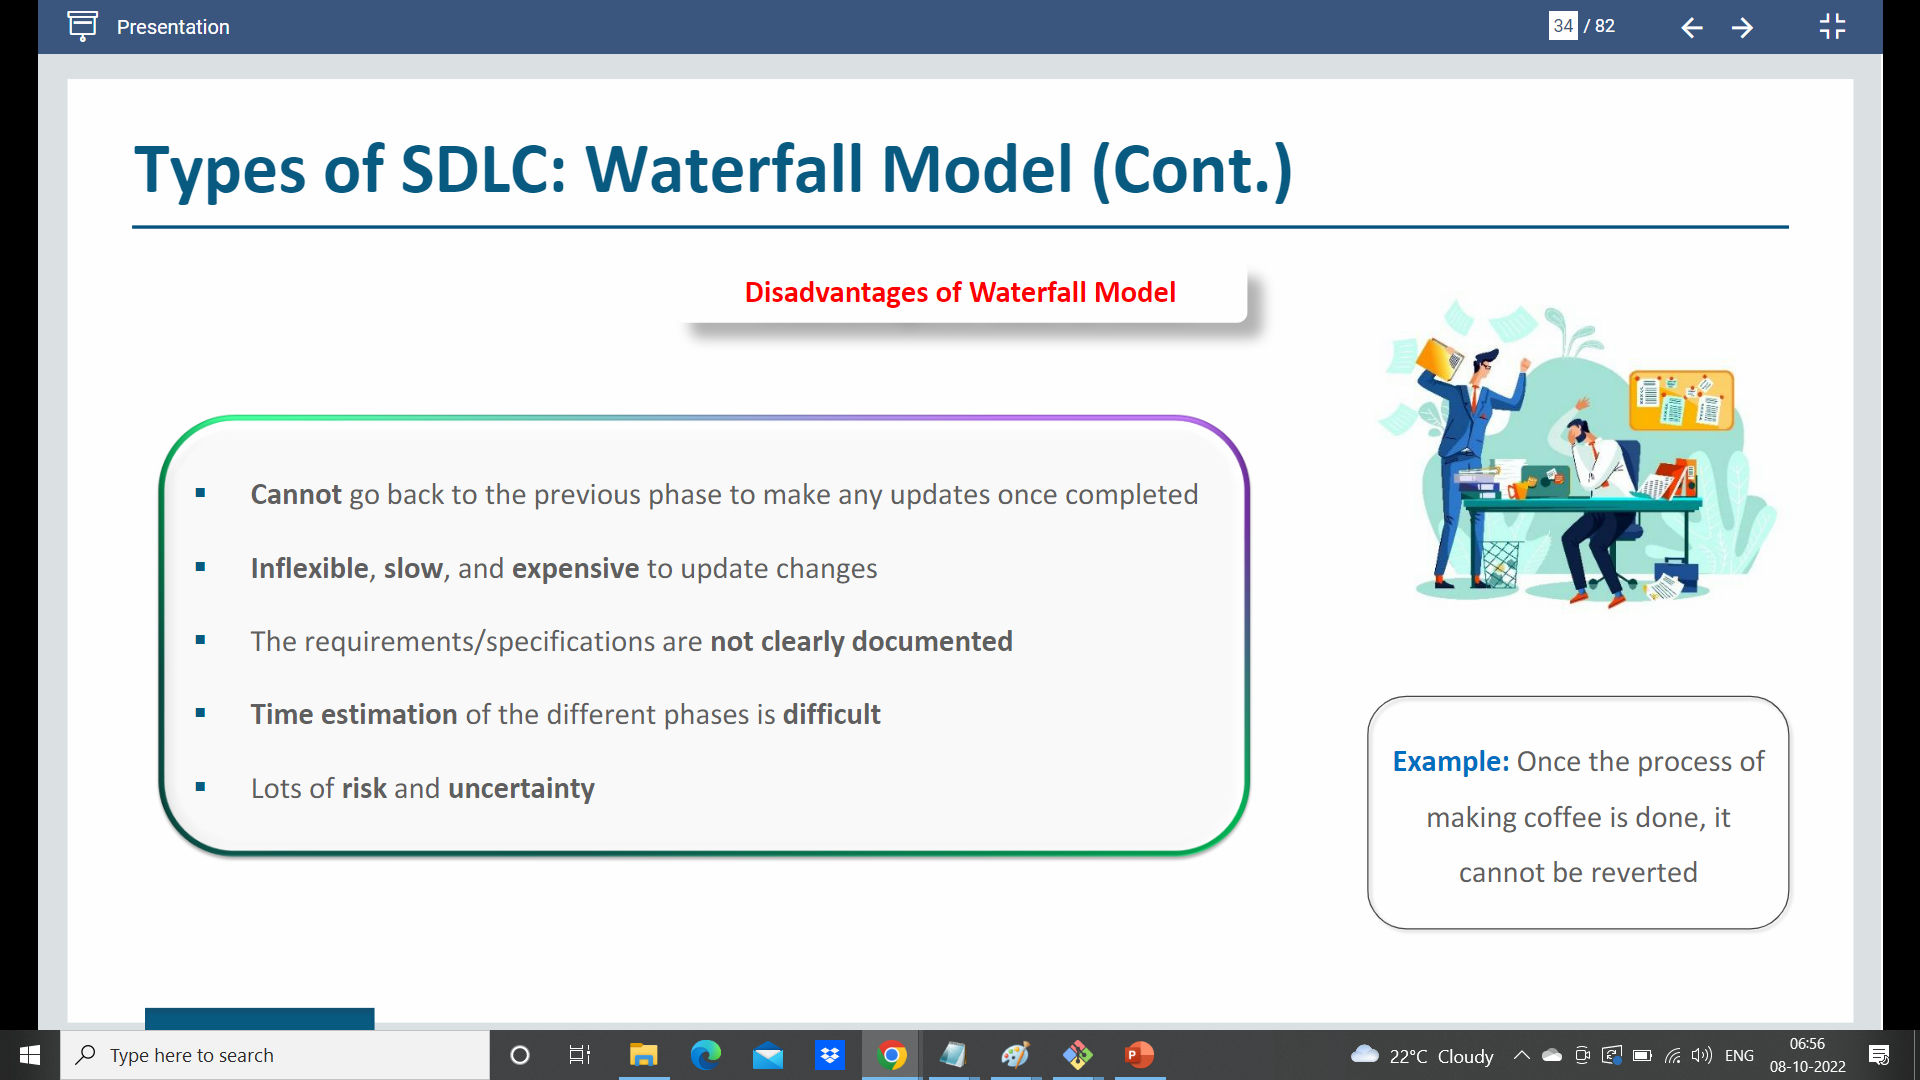 Presentation
34 / 82
Types of SDLC: Waterfall Model (Cont.)
Disadvantages of Waterfall Model
Cannot go back to the previous phase to make any updates once completed
Inflexible, slow, and expensive to update changes
The requirements/specifications are not clearly documented
Time estimation of the different phases is difficult
Lots of risk and uncertainty
Example: Once the process of
making coffee is done, it
cannot be reverted
Type here to search
22°C Cloudy
ENG
06:56
08-10-2022